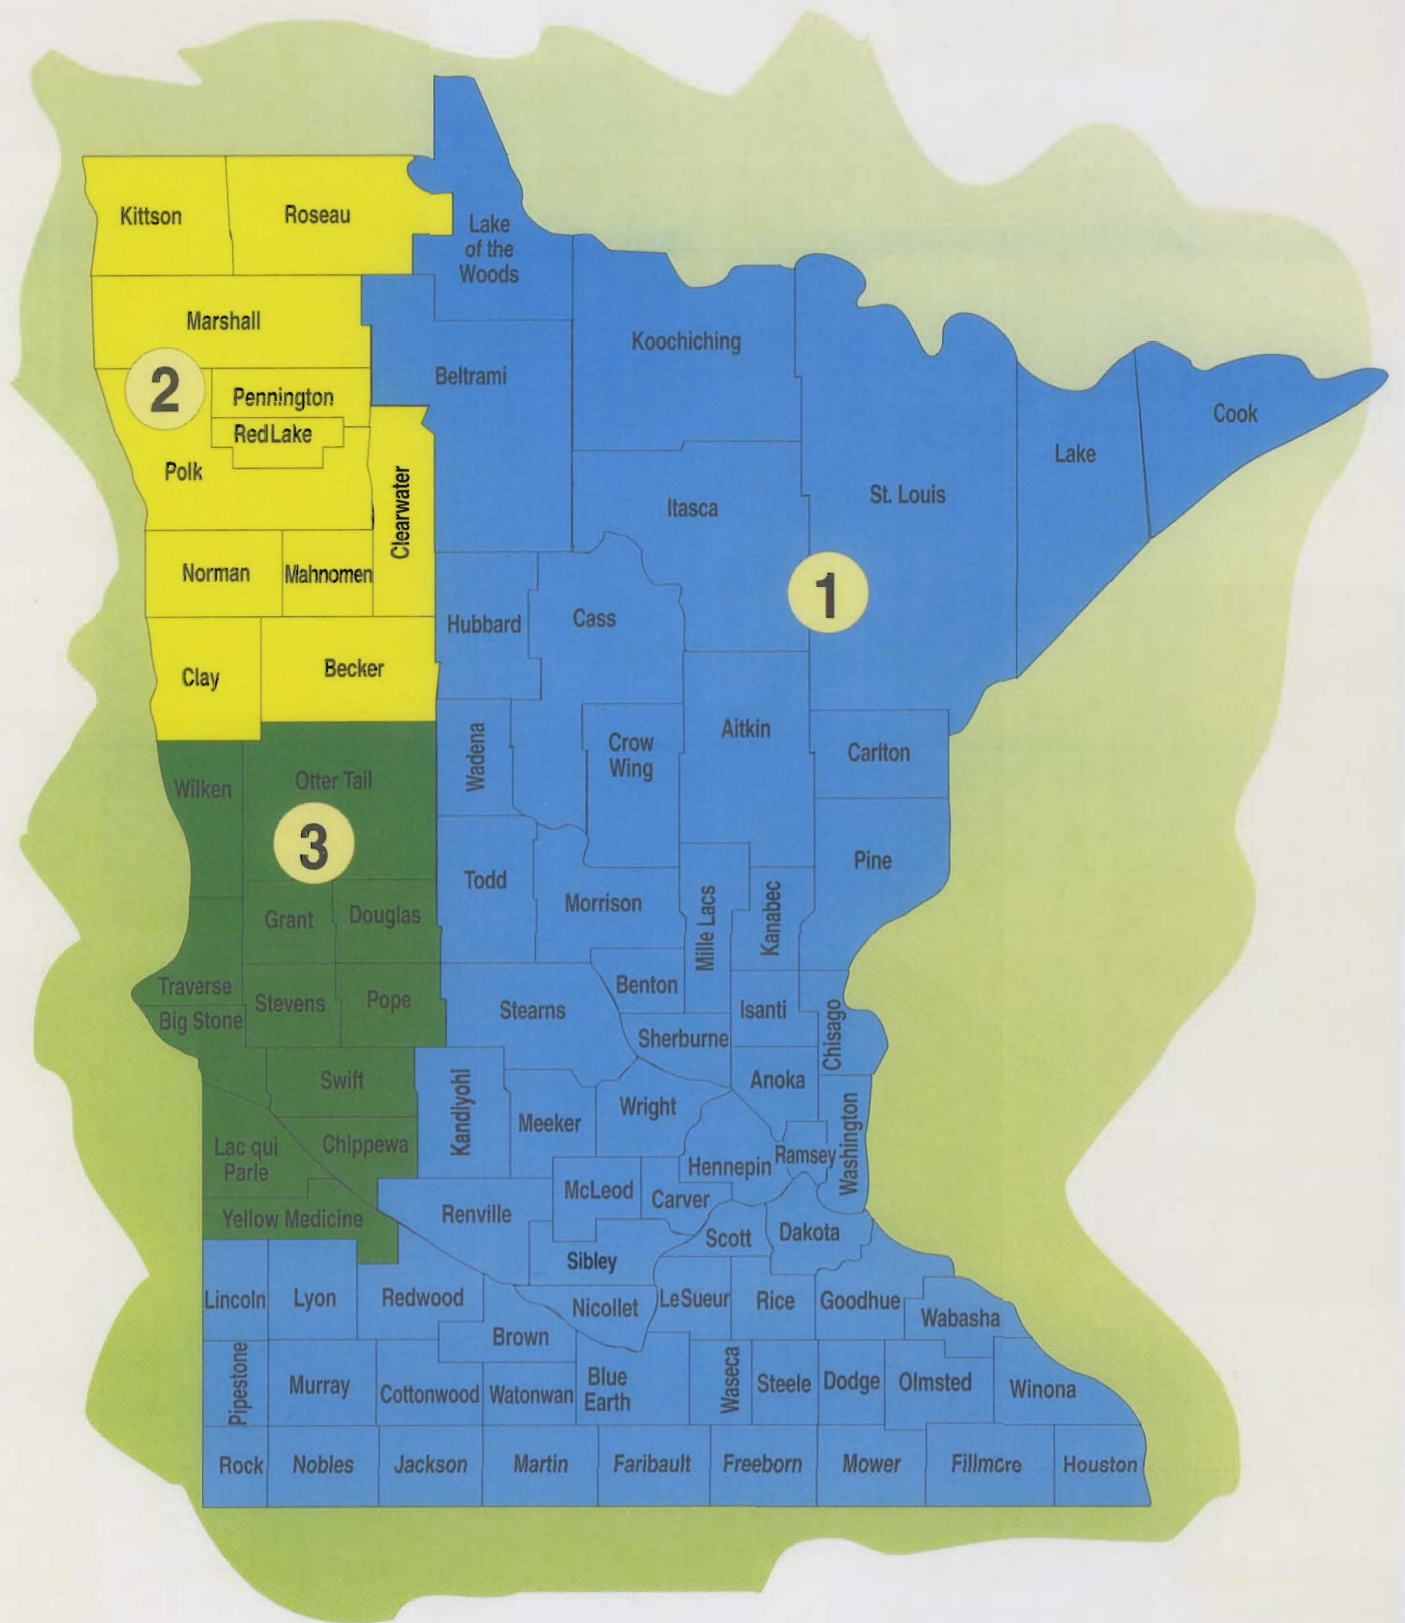 Kittson
Roseau
Lake
of the
Woods
Marshall
Koochiching
2
Pennington
Beltrami
Red Lake
Polk
Clearwater
Cook
Lake
St. Louis
Itasca
Norman
Mahnomen
1
Hubbard
Cass
Clay
Becker
Wadena
Crow
Wing
Aitkin
Carlton
Wilken
Otter Tail
3
Todd
Pine
Morrison
Mille Lacs
Kanabec
Grant
Douglas
Traverse
Stevens
Pope
Big Stone
Stearns
Benton
Isanti
Chisago
Sherburne
Swift
Kandiyohi
Anoka
Meeker
Wright
Washington
Lac qui
Parle
Chippewa
Hennepin
Ramsey
McLeod
Carver
Yellow Medicine
Renville
Scott
Dakota
Sibley
Lincoln
Lyon
Redwood
Nicollet
LeSueur
Rice
Goodhue
Wabasha
Brown
Pipestone
Murray
Cottonwood
Watonwan
Blue
Earth
Waseca
Steele
Dodge
Olmsted
Winona
Rock
Nobles
Jackson
Martin
Faribault
Freeborn
Mower
Fillmore
Houston